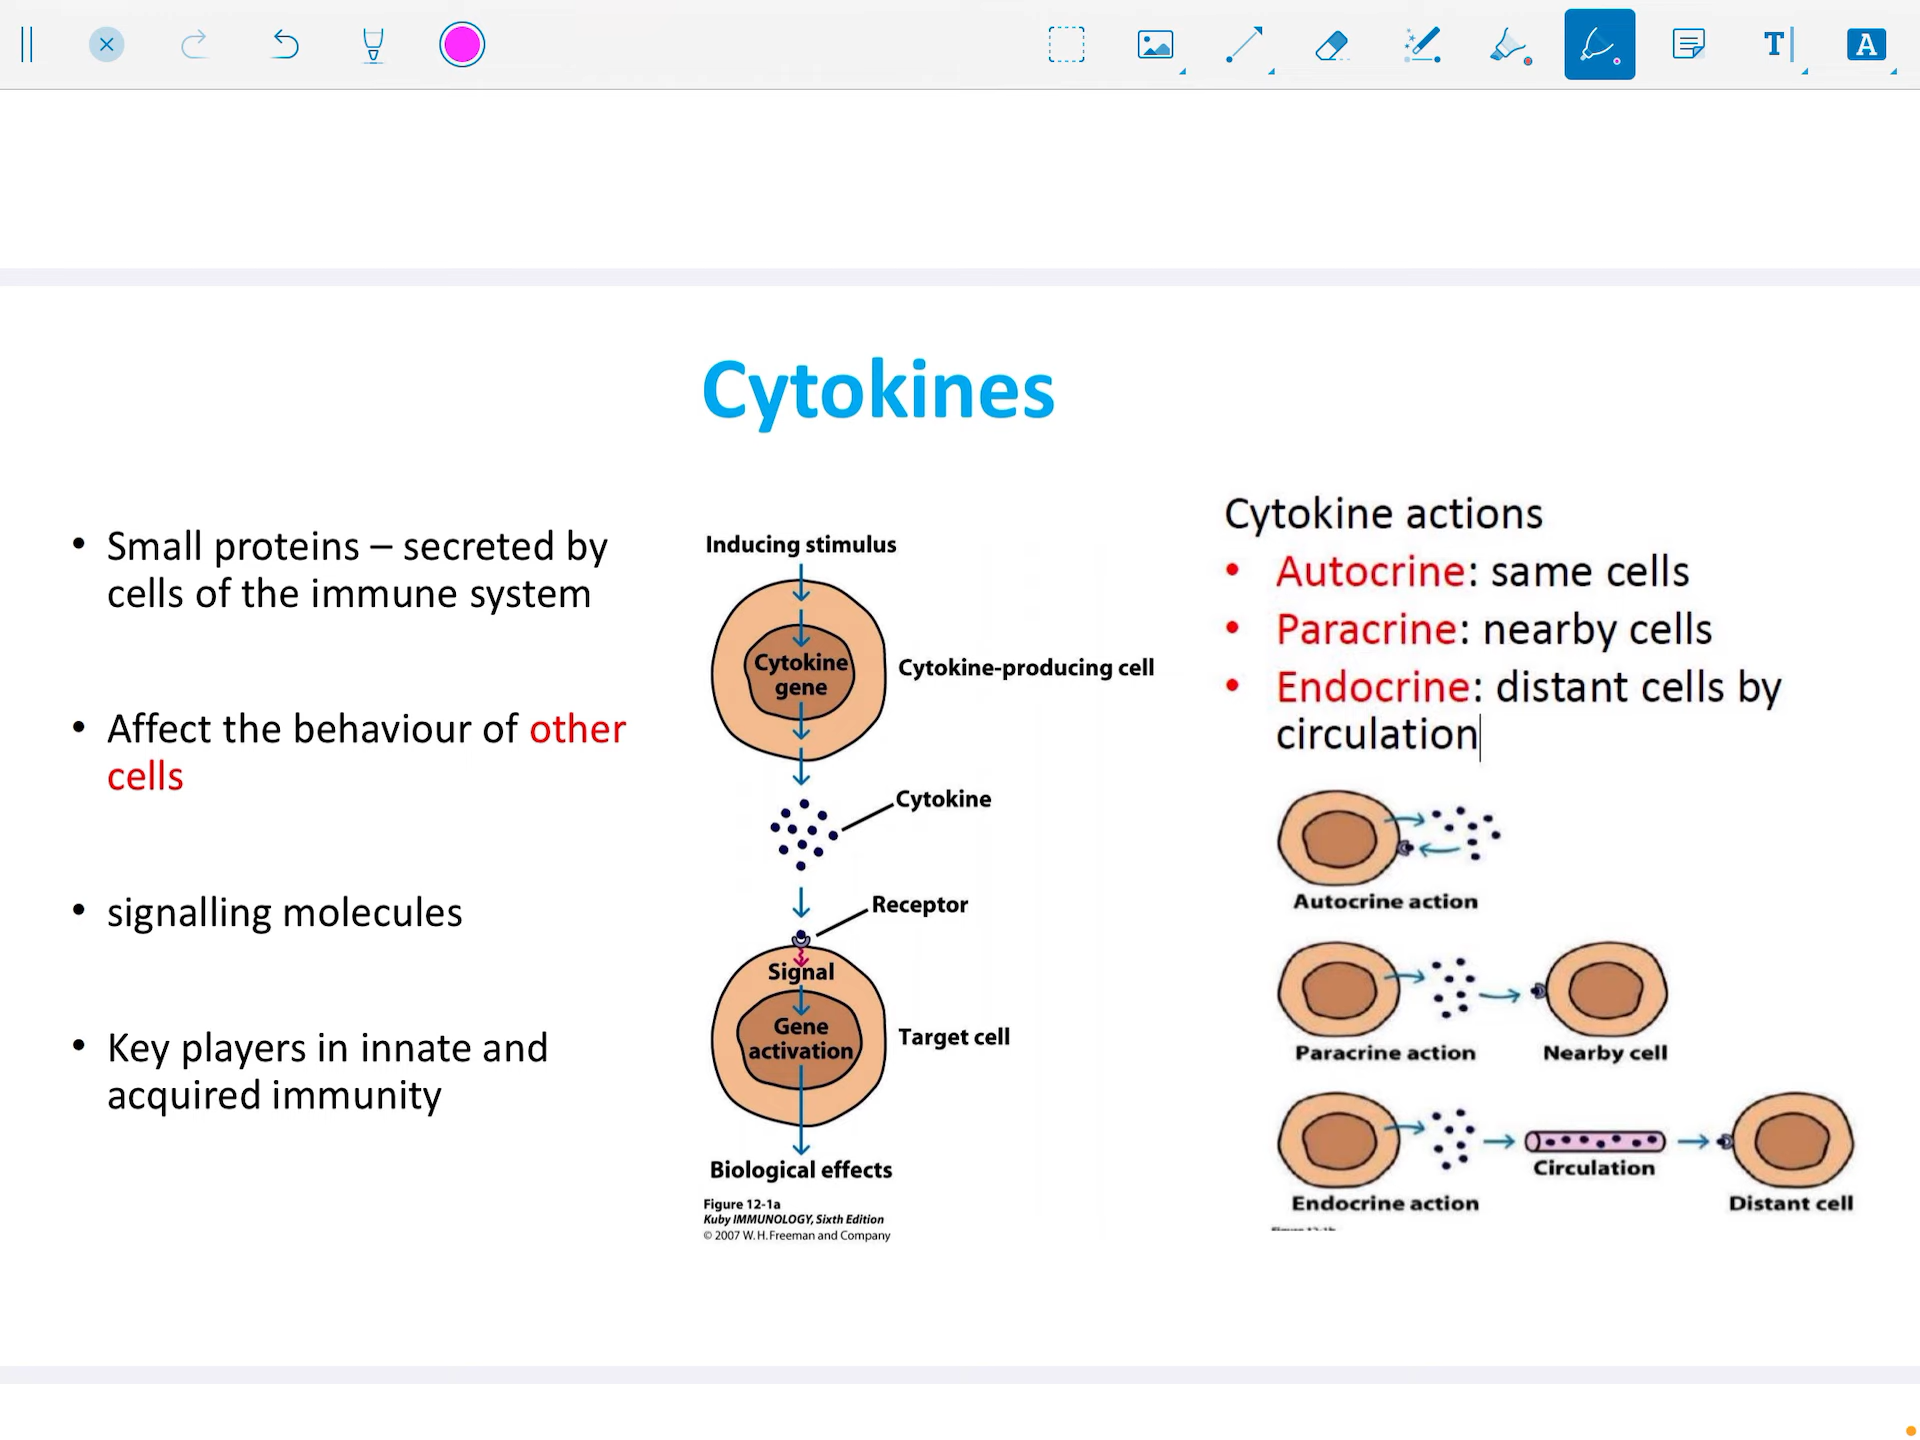 Cytokines
• Small proteins – secreted by
cells of the immune system
• Affect the behaviour of other
cells
• signalling molecules
• Key players in innate and
acquired immunity
Inducing stimulus
Cytokine
gene
Cytokine-producing cell
Cytokine
Receptor
Signal
Gene
activation
Target cell
Biological effects
Figure 12-1a
Kuby IMMUNOLOGY, Sixth Edition
© 2007 W. H. Freeman and Company
Cytokine actions
• Autocrine: same cells
• Paracrine: nearby cells
• Endocrine: distant cells by
circulation
Autocrine action
Paracrine action
Nearby cell
Circulation
Endocrine action
Distant cell